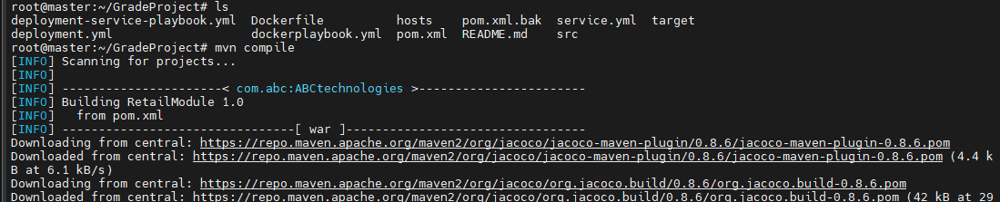 root@master:~/GradeProject# ls
deployment-service-playbook.yml  Dockerfile          hosts    pom.xml.bak  service.yml  target
deployment.yml                   dockerplaybook.yml  pom.xml  README.md    src
root@master:~/GradeProject# mvn compile
[INFO] Scanning for projects...
[INFO]
[INFO] ----------------------< com.abc:ABCtechnologies >-----------------------
[INFO] Building RetailModule 1.0
[INFO]   from pom.xml
[INFO] --------------------------------[ war ]---------------------------------
Downloading from central: https://repo.maven.apache.org/maven2/org/jacoco/jacoco-maven-plugin/0.8.6/jacoco-maven-plugin-0.8.6.pom
Downloaded from central: https://repo.maven.apache.org/maven2/org/jacoco/jacoco-maven-plugin/0.8.6/jacoco-maven-plugin-0.8.6.pom (4.4 k
B at 6.1 kB/s)
Downloading from central: https://repo.maven.apache.org/maven2/org/jacoco/org.jacoco.build/0.8.6/org.jacoco.build-0.8.6.pom
Downloaded from central: https://repo.maven.apache.org/maven2/org/jacoco/org.jacoco.build/0.8.6/org.jacoco.build-0.8.6.pom (42 kB at 29